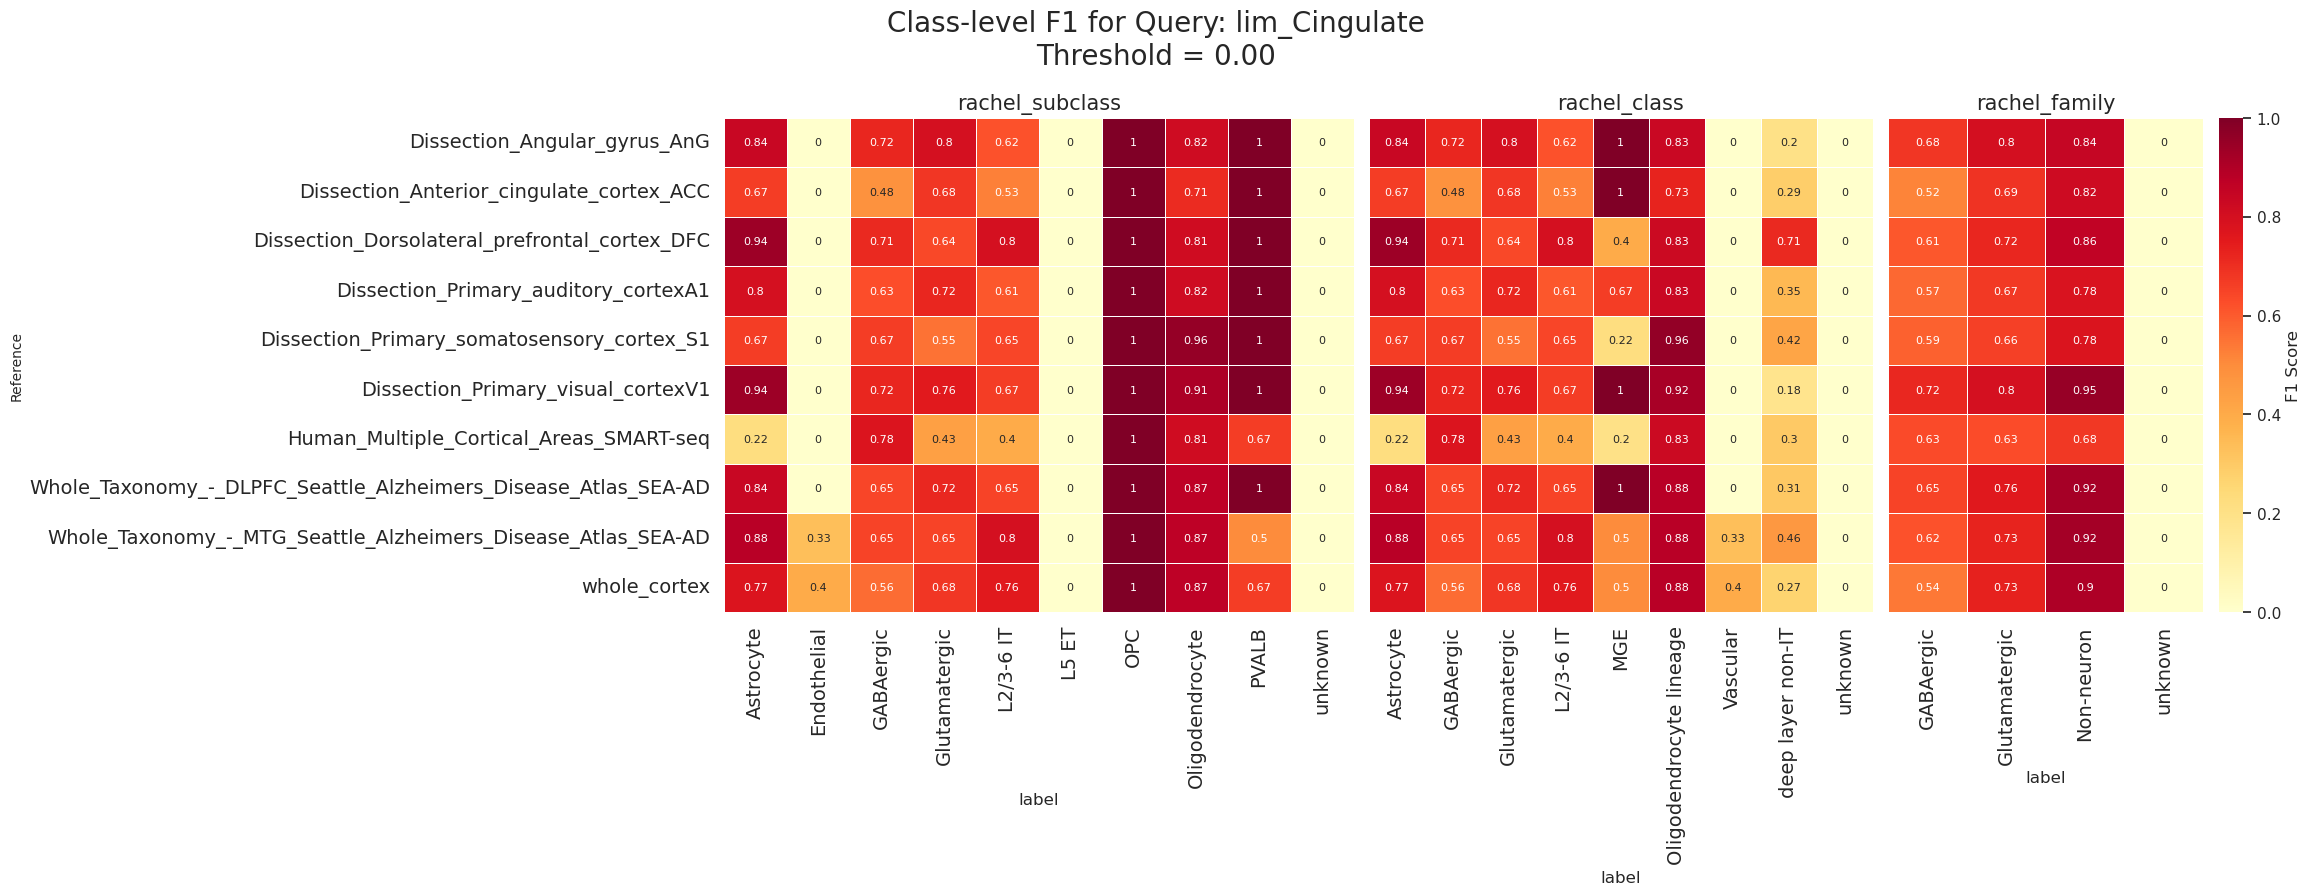 Class-level F1 for Query: lim_Cingulate
Threshold = 0.00
rachel_subclass rachel_class rachel_family
Reference
Dissection_Angular_gyrus_AnG 0.84 0 0.72 0.8 0.62 0 1 0.82 1 0 0.84 0.72 0.8 0.62 1 0.83 0 0.2 0 0.68 0.8 0.84 0
Dissection_Anterior_cingulate_cortex_ACC 0.67 0 0.48 0.68 0.53 0 1 0.71 1 0 0.67 0.48 0.68 0.53 1 0.73 0 0.29 0 0.52 0.69 0.82 0
Dissection_Dorsolateral_prefrontal_cortex_DFC 0.94 0 0.71 0.64 0.8 0 1 0.81 1 0 0.94 0.71 0.64 0.8 0.4 0.83 0 0.71 0 0.61 0.72 0.86 0
Dissection_Primary_auditory_cortexA1 0.8 0 0.63 0.72 0.61 0 1 0.82 1 0 0.8 0.63 0.72 0.61 0.67 0.83 0 0.35 0 0.57 0.67 0.78 0
Dissection_Primary_somatosensory_cortex_S1 0.67 0 0.67 0.55 0.65 0 1 0.96 1 0 0.67 0.67 0.55 0.65 0.22 0.96 0 0.42 0 0.59 0.66 0.78 0
Dissection_Primary_visual_cortexV1 0.94 0 0.72 0.76 0.67 0 1 0.91 1 0 0.94 0.72 0.76 0.67 1 0.92 0 0.18 0 0.72 0.8 0.95 0
Human_Multiple_Cortical_Areas_SMART-seq 0.22 0 0.78 0.43 0.4 0 1 0.81 0.67 0 0.22 0.78 0.43 0.4 0.2 0.83 0 0.3 0 0.63 0.63 0.68 0
Whole_Taxonomy_-_DLPFC_Seattle_Alzheimers_Disease_Atlas_SEA-AD 0.84 0 0.65 0.72 0.65 0 1 0.87 1 0 0.84 0.65 0.72 0.65 1 0.88 0 0.31 0 0.65 0.76 0.92 0
Whole_Taxonomy_-_MTG_Seattle_Alzheimers_Disease_Atlas_SEA-AD 0.88 0.33 0.65 0.65 0.8 0 1 0.87 0.5 0 0.88 0.65 0.65 0.8 0.5 0.88 0.33 0.46 0 0.62 0.73 0.92 0
whole_cortex 0.77 0.4 0.56 0.68 0.76 0 1 0.87 0.67 0 0.77 0.56 0.68 0.76 0.5 0.88 0.4 0.27 0 0.54 0.73 0.9 0
Astrocyte
Endothelial
GABAergic
Glutamatergic
L2/3-6 IT
L5 ET
OPC
Oligodendrocyte
PVALB
unknown
label
Astrocyte
GABAergic
Glutamatergic
L2/3-6 IT
MGE
Oligodendrocyte lineage
Vascular
deep layer non-IT
unknown
label
GABAergic
Glutamatergic
Non-neuron
unknown
label
1.0
0.8
0.6
0.4
0.2
0.0
F1 Score